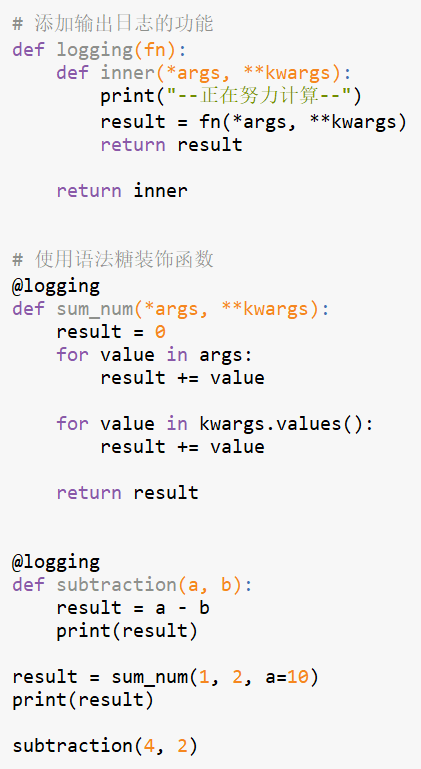 # 添加输出日志的功能
def logging(fn):
    def inner(*args, **kwargs):
        print("--正在努力计算--")
        result = fn(*args, **kwargs)
        return result
    return inner
# 使用语法糖装饰函数
@logging
def sum_num(*args, **kwargs):
    result = 0
    for value in args:
        result += value
    for value in kwargs.values():
        result += value
    return result
@logging
def subtraction(a, b):
    result = a - b
    print(result)
result = sum_num(1, 2, a=10)
print(result)
subtraction(4, 2)